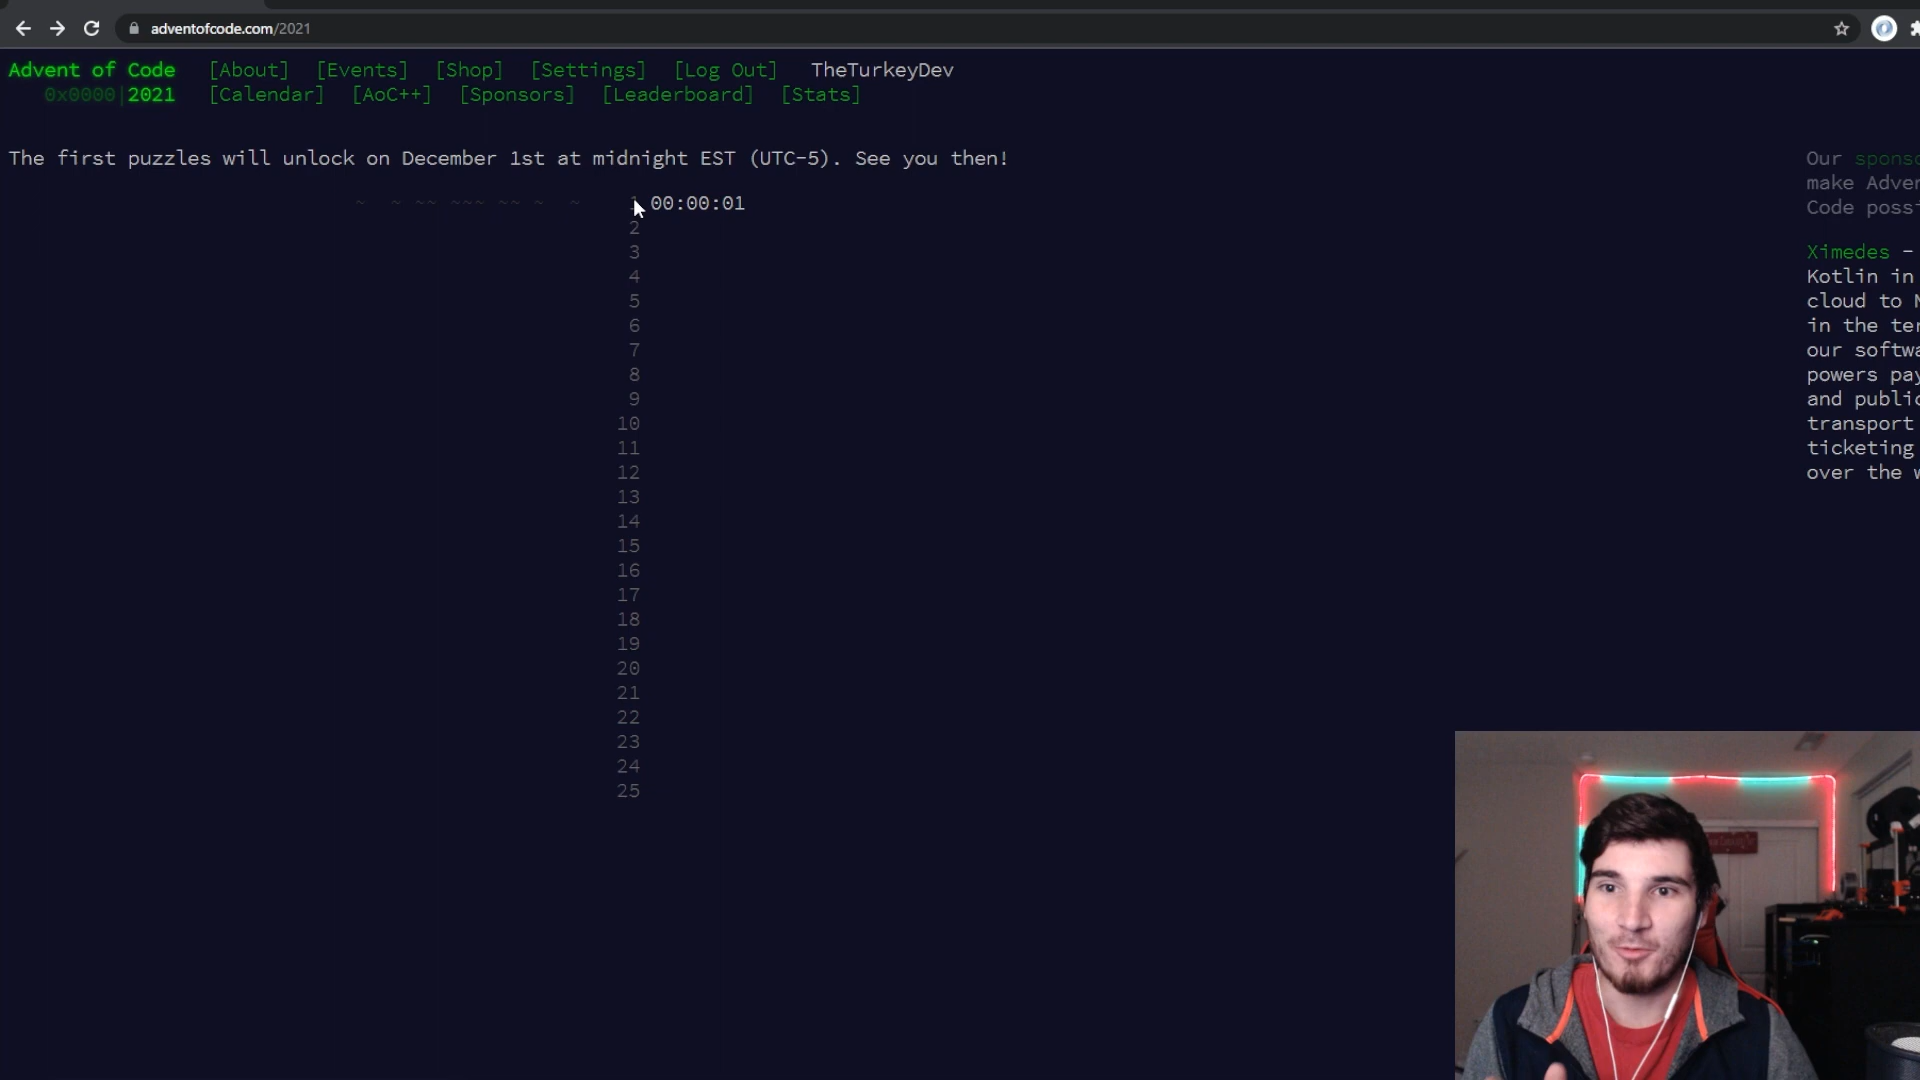 adventofcode.com/2021
Advent of Code [About] [Events] [Shop] [Settings] [Log Out] TheTurkeyDev
0x0000|2021 [Calendar] [AoC++] [Sponsors] [Leaderboard] [Stats]
The first puzzles will unlock on December 1st at midnight EST (UTC-5). See you then!
~ ~ ~~ ~~~ ~~ ~ ~ 1 00:00:01
2
3
4
5
6
7
8
9
10
11
12
13
14
15
16
17
18
19
20
21
22
23
24
25
Our
make
Code
Ximedes -
Kotlin in
cloud to
in the
our
powers
and
transport
ticketing
over the